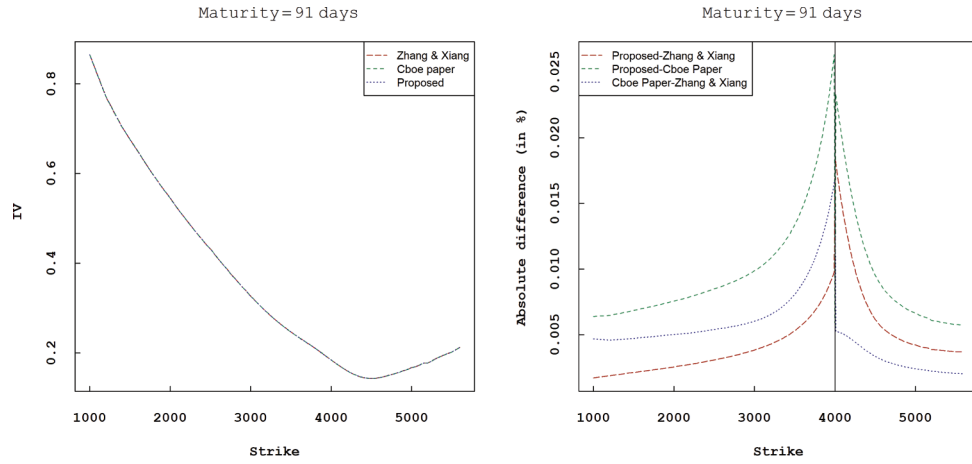 Maturity=91 days
Zhang & Xiang
Cboe paper
Proposed
IV
0.8
0.6
0.4
0.2
1000 2000 3000 4000 5000
Strike
Maturity=91 days
Proposed-Zhang & Xiang
Proposed-Cboe Paper
Cboe Paper-Zhang & Xiang
Absolute difference (in %)
0.025
0.020
0.015
0.010
0.005
1000 2000 3000 4000 5000
Strike